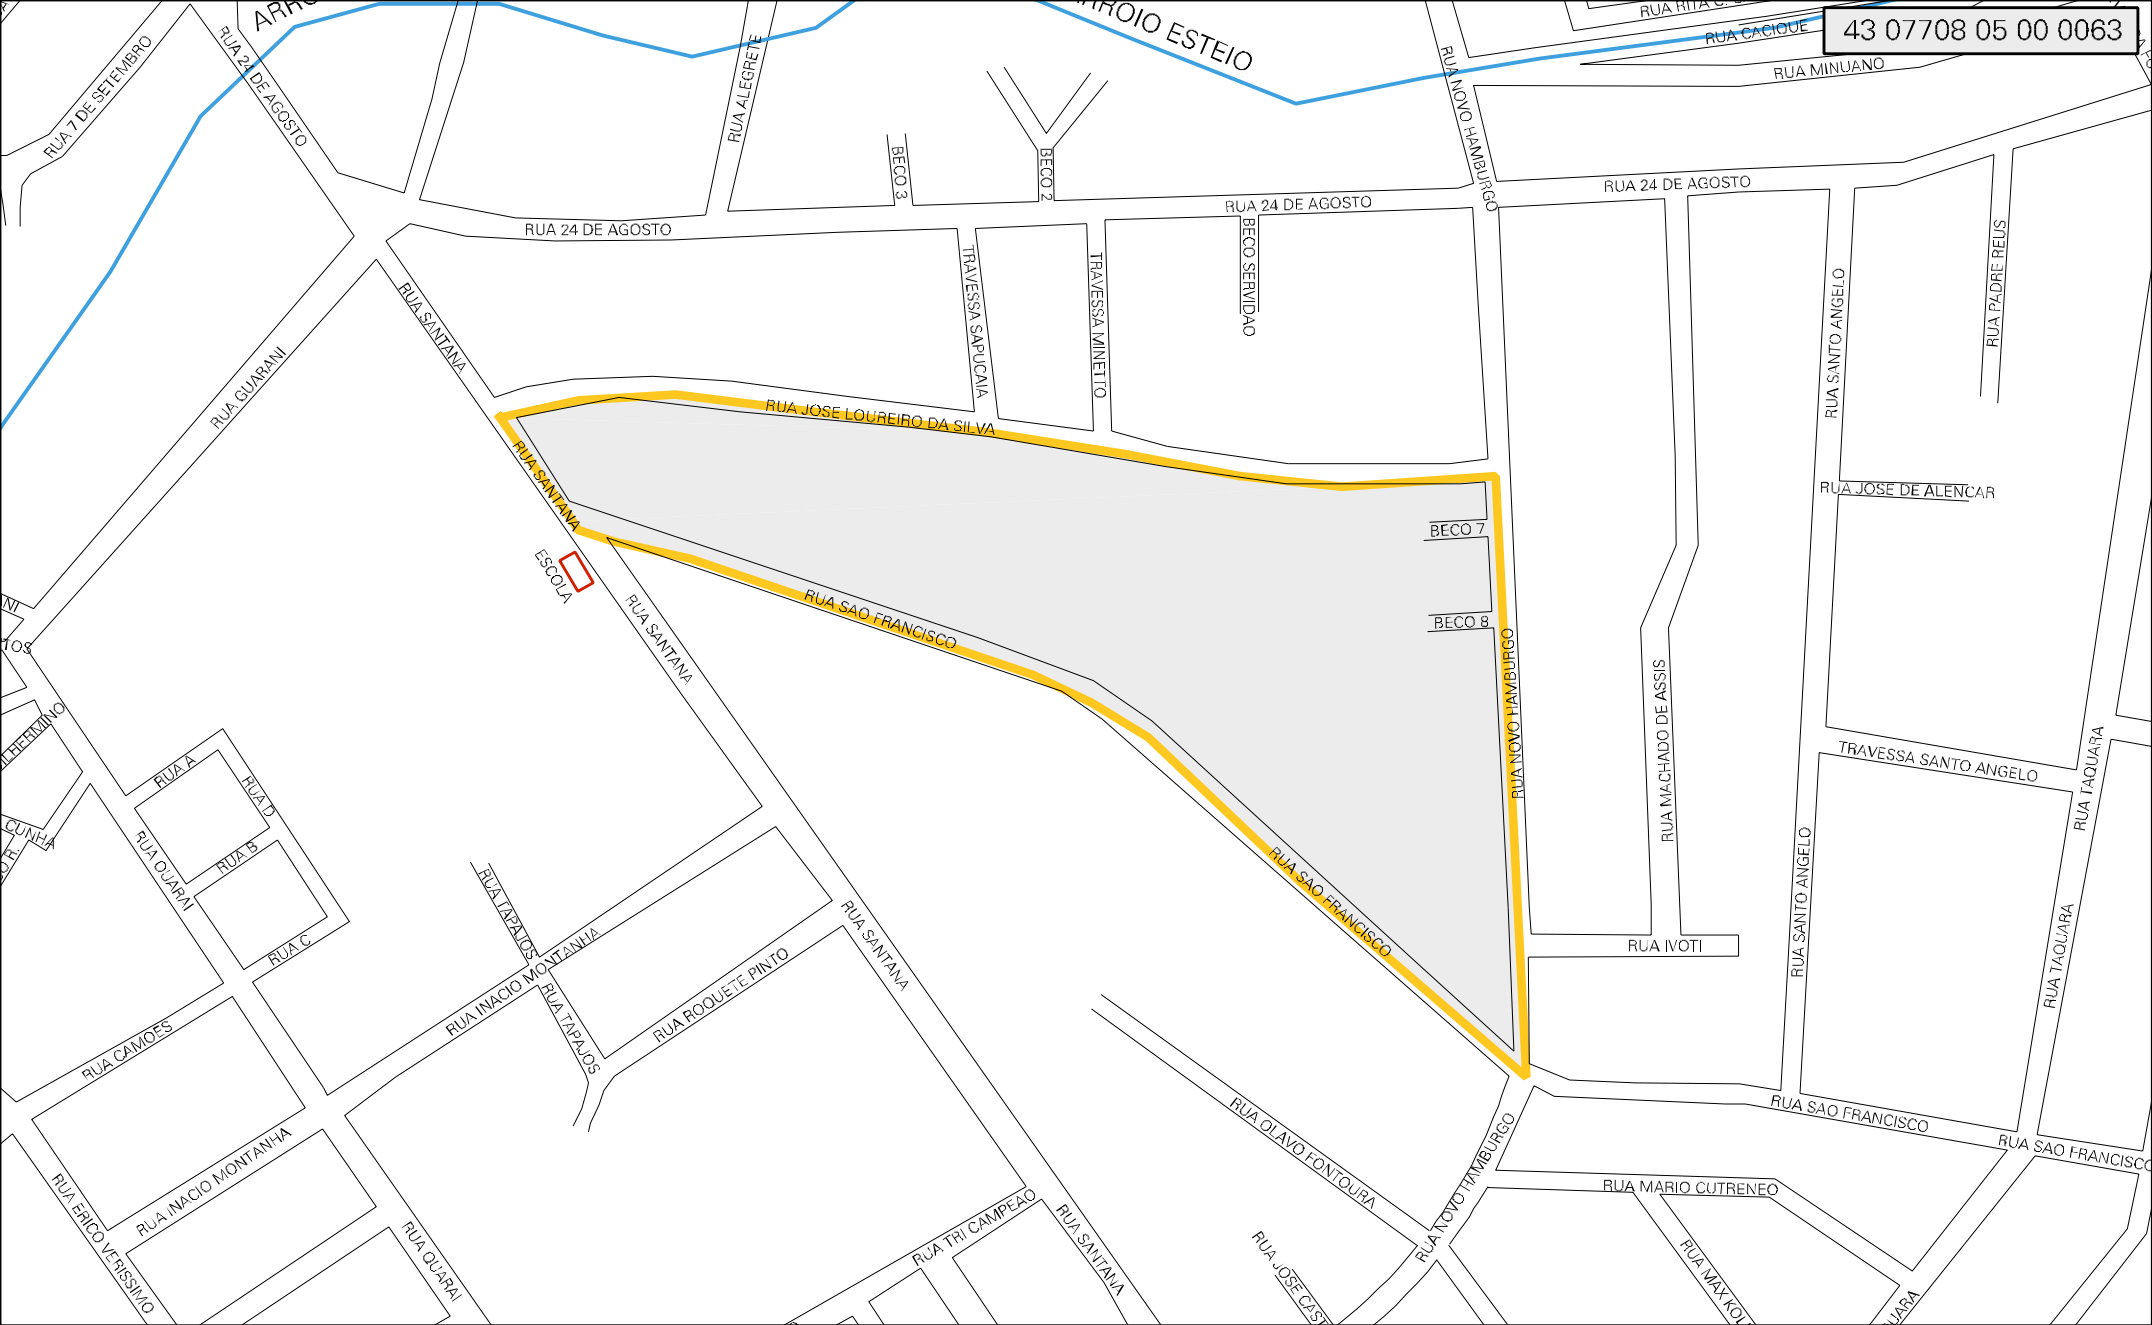 ARROIO ESTEIO
RUA CACIQUE
43 07708 05 00 0063
RUA MINUANO
RUA 7 DE SETEMBRO
RUA 24 DE AGOSTO
RUA ALEGRETE
RUA NOVO HAMBURGO
BECO 3
BECO 2
RUA 24 DE AGOSTO
RUA 24 DE AGOSTO
RUA 24 DE AGOSTO
BECO SERVIDAO
TRAVESSA SAPUCAIA
TRAVESSA MINETTO
RUA PADRE REUS
RUA SANTO ANGELO
RUA SANTANA
RUA GUARANI
RUA JOSE LOUREIRO DA SILVA
RUA SANTANA
RUA JOSE DE ALENCAR
BECO 7
ESCOLA
RUA SAO FRANCISCO
BECO 8
RUA SANTANA
RUA NOVO HAMBURGO
RUA MACHADO DE ASSIS
TRAVESSA SANTO ANGELO
RUA TAQUARA
RUA A
RUA D
RUA B
RUA C
CUNHA
RUA QUARAI
RUA TAPAJOS
RUA INACIO MONTANHA
RUA SANTANA
RUA SAO FRANCISCO
RUA SANTO ANGELO
RUA IVOTI
RUA TAQUARA
RUA ROQUETE PINTO
RUA TAPAJOS
RUA CAMOES
RUA SAO FRANCISCO
RUA SAO FRANCISCO
RUA OLAVO FONTOURA
RUA NOVO HAMBURGO
RUA MARIO CUTRENEO
RUA INACIO MONTANHA
RUA ERICO VERISSIMO
RUA QUARAI
RUA TRI CAMPEAO
RUA SANTANA
RUA JOSE CAST
RUA MAX KOL
UARA